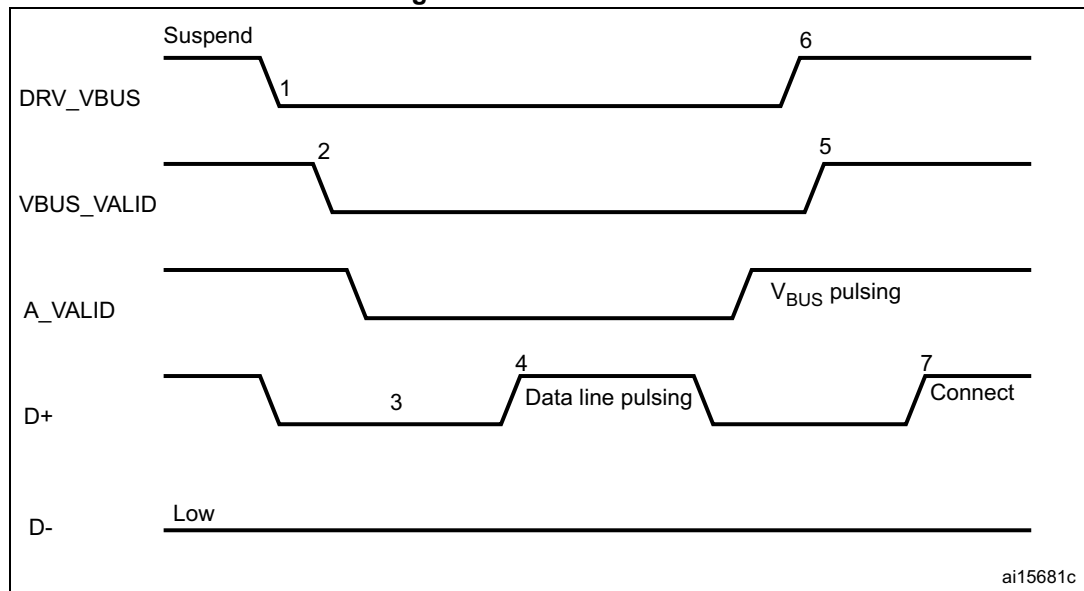 Suspend
6
DRV_VBUS
1
2
5
VBUS_VALID
A_VALID
VBUS pulsing
4
7
D+
3
Data line pulsing
Connect
D-
Low
ai15681c